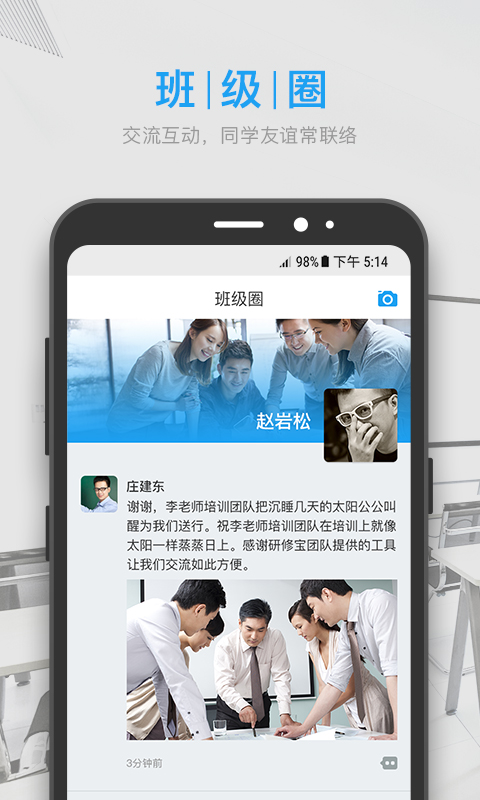 班|级|圈
交流互动，同学友谊常联络
98% 下午 5:14
班级圈
赵岩松
庄建东
谢谢，李老师培训团队把沉睡几天的太阳公公叫
醒为我们送行。祝李老师培训团队在培训上就像
太阳一样蒸蒸日上。感谢研修宝团队提供的工具
让我们交流如此方便。
3分钟前